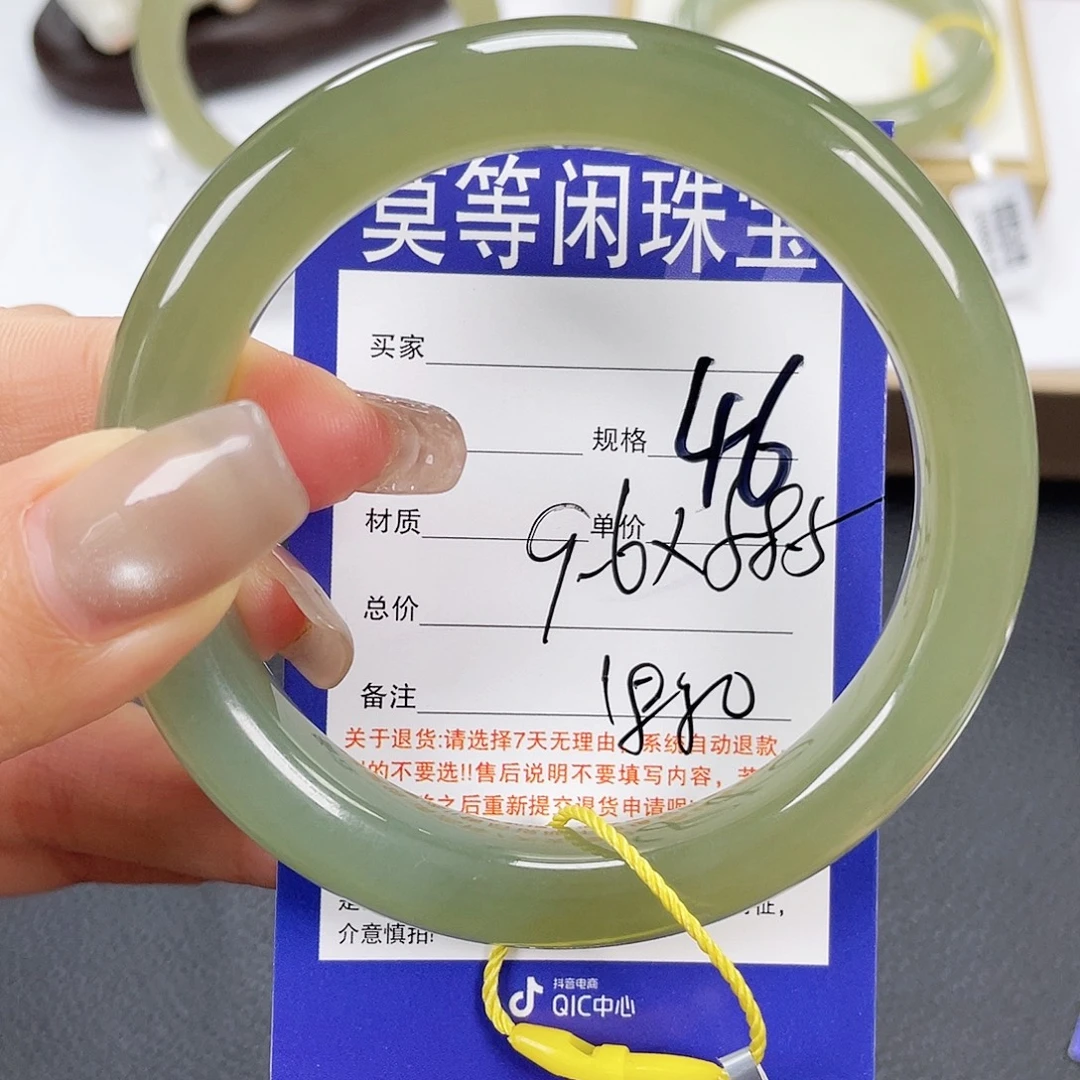 莫等闲珠宝
买家
规格 46
材质 单价
总价
备注
关于退货:请选择7天无理由, 系统自动退款,
的不要选!!售后说明不要填写内容,
之后重新提交退货申请呢
介意慎拍!
抖音电商
QIC中心